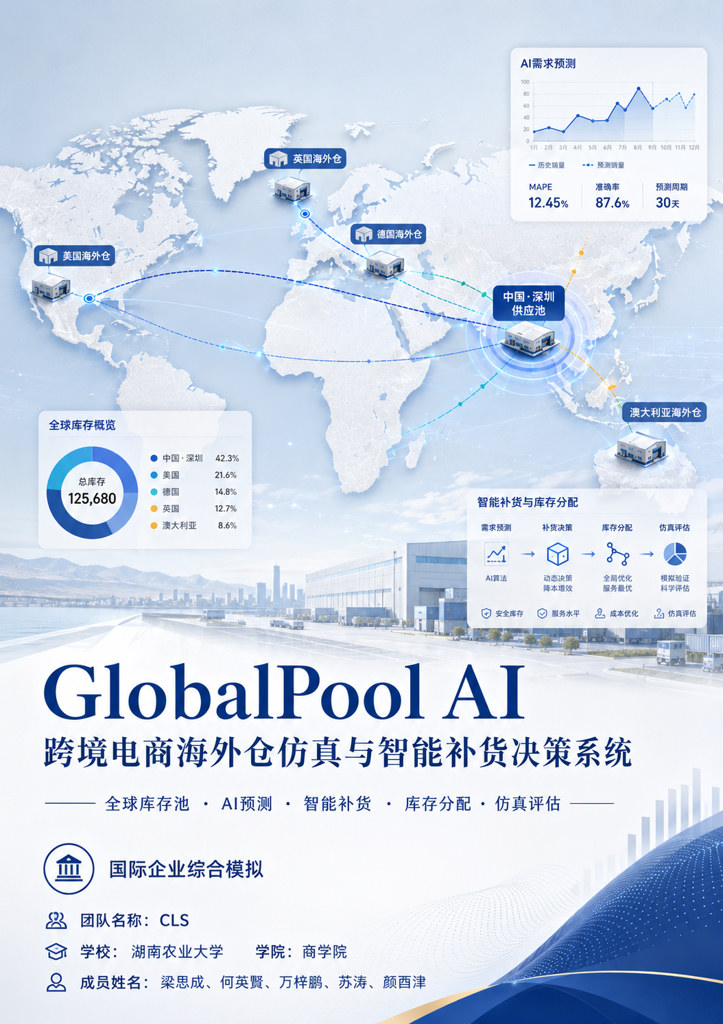 AI需求预测
100
80
60
40
20
0
1月 2月 3月 4月 5月 6月 7月 8月 9月 10月 11月 12月
历史销量 预测销量
MAPE 准确率 预测周期
12.45% 87.6% 30天
英国海外仓
德国海外仓
美国海外仓
中国·深圳
供应池
澳大利亚海外仓
全球库存概览
总库存
125,680
中国·深圳 42.3%
美国 21.6%
德国 14.8%
英国 12.7%
澳大利亚 8.6%
智能补货与库存分配
需求预测 补货决策 库存分配 仿真评估
AI算法 动态决策 全局优化 模拟验证
降本增效 服务最优 科学评估
安全库存 服务水平 成本优化 仿真评估
GlobalPool AI
跨境电商海外仓仿真与智能补货决策系统
全球库存池 · AI预测 · 智能补货 · 库存分配 · 仿真评估
国际企业综合模拟
团队名称：CLS
学校：湖南农业大学 学院：商学院
成员姓名：梁思成、何英賢、万梓鹏、苏涛、颜酉津